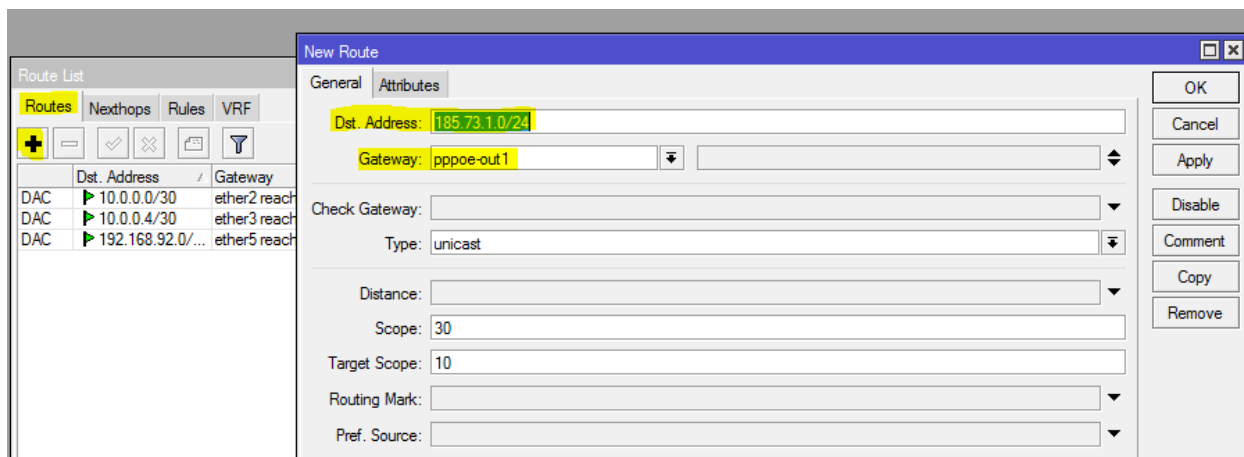 New Route
Route List
General Attributes
OK
Routes Nexthops Rules VRF
Dst. Address: 185.73.1.0/24
Cancel
Gateway: pppoe-out1
Apply
Dst. Address Gateway
DAC 10.0.0.0/30 ether2 reach
DAC 10.0.0.4/30 ether3 reach
DAC 192.168.92.0/... ether5 reach
Check Gateway:
Disable
Type: unicast
Comment
Copy
Distance:
Remove
Scope: 30
Target Scope: 10
Routing Mark:
Pref. Source: